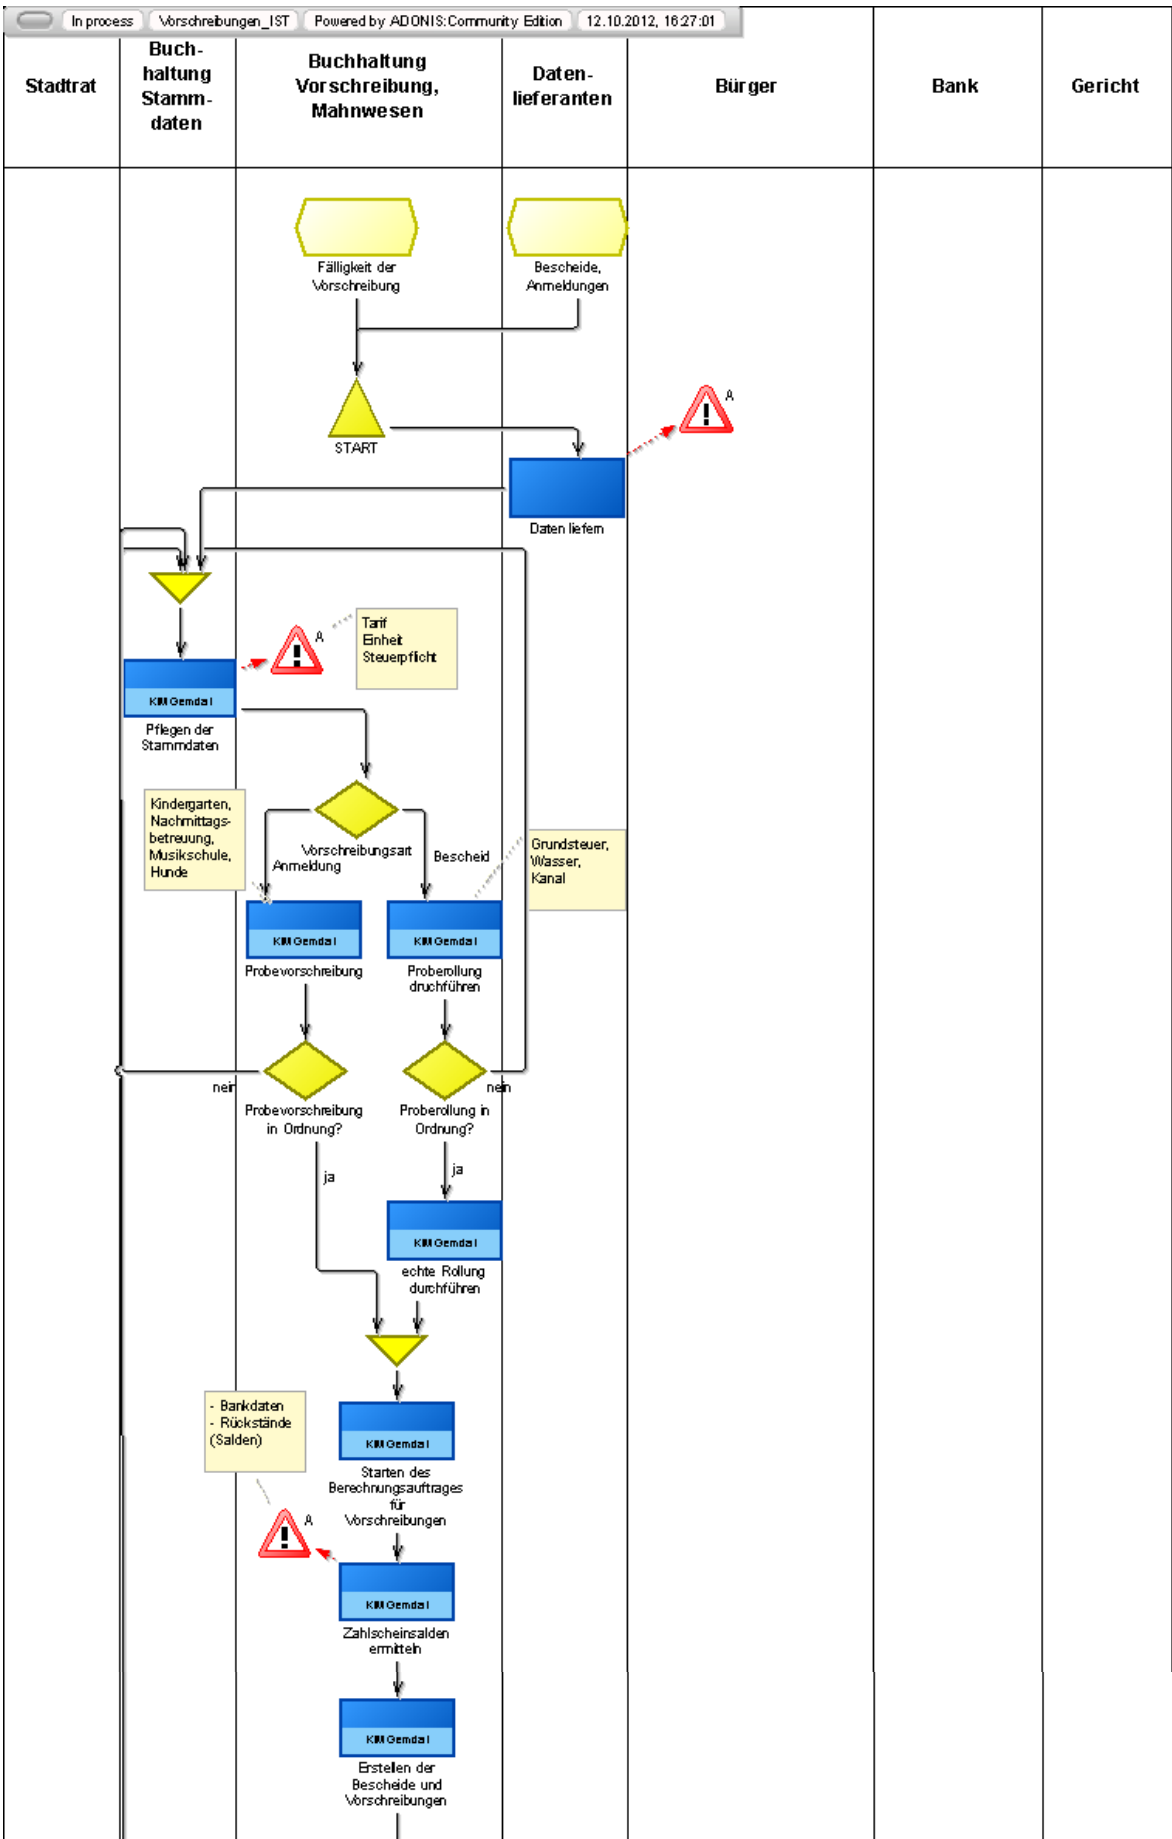 In process Vorschreibungen_IST Powered by ADONIS:Community Edition 12.10.2012, 16:27:01
Stadtrat
Buch-
haltung
Stamm-
daten
Buchhaltung
Vorschreibung,
Mahnwesen
Daten-
lieferanten
Bürger
Bank
Gericht
Fälligkeit der
Vorschreibung
Bescheide,
Anmeldungen
START
A
Daten liefern
Tarif
Einheit
Steuerpflicht
A
KIM Gemdat
Pflegen der
Stammdaten
Kindergarten,
Nachmittags-
betreuung,
Musikschule,
Hunde
Vorschreibungsart
Anmeldung
Bescheid
Grundsteuer,
Wasser,
Kanal
KIM Gemdat
Probevorschreibung
KIM Gemdat
Proberollung
druchführen
nein
Probevorschreibung
in Ordnung?
nein
Proberollung in
Ordnung?
ja
ja
KIM Gemdat
echte Rollung
durchführen
- Bankdaten
- Rückstände
(Salden)
KIM Gemdat
Starten des
Berechnungsauftrages
für
Vorschreibungen
A
KIM Gemdat
Zahlscheinsalden
ermitteln
KIM Gemdat
Erstellen der
Bescheide und
Vorschreibungen